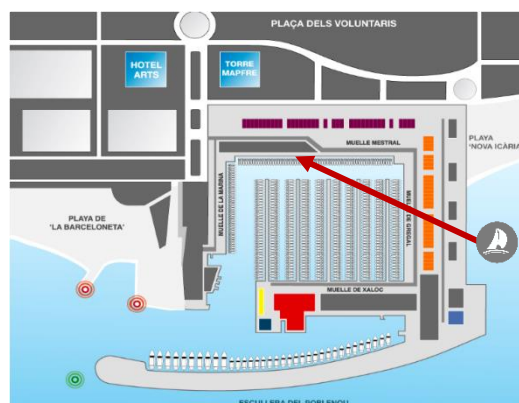 PLAÇA DELS VOLUNTARIS
HOTEL
ARTS
TORRE
MAPFRE
MUELLE MESTRAL
PLAYA
'NOVA ICÀRIA'
MUELLE DE LA MARINA
MUELLE DE GREGAL
PLAYA DE
'LA BARCELONETA'
MUELLE DE XALOC
ESCULLERA DEL POBLENOU